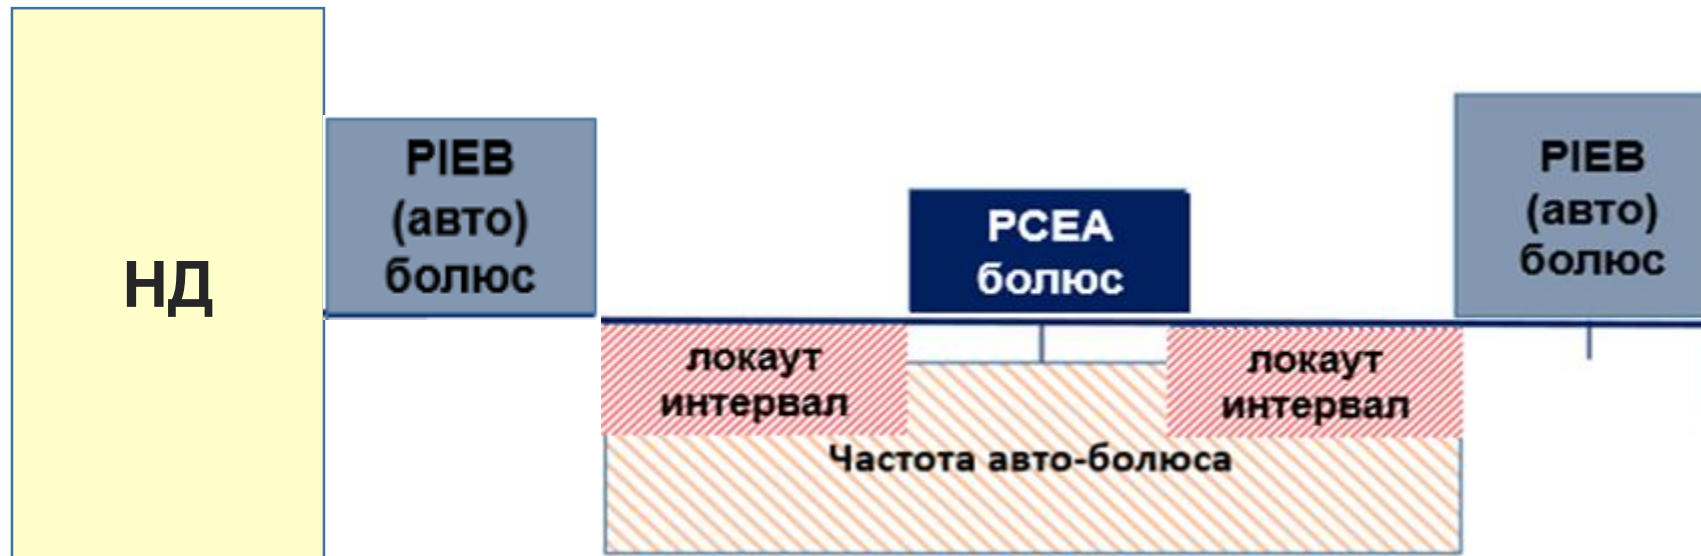 НД
PIEB
(авто)
болюс
PCEA
болюс
PIEB
(авто)
болюс
локаут
интервал
локаут
интервал
Частота авто-болюса